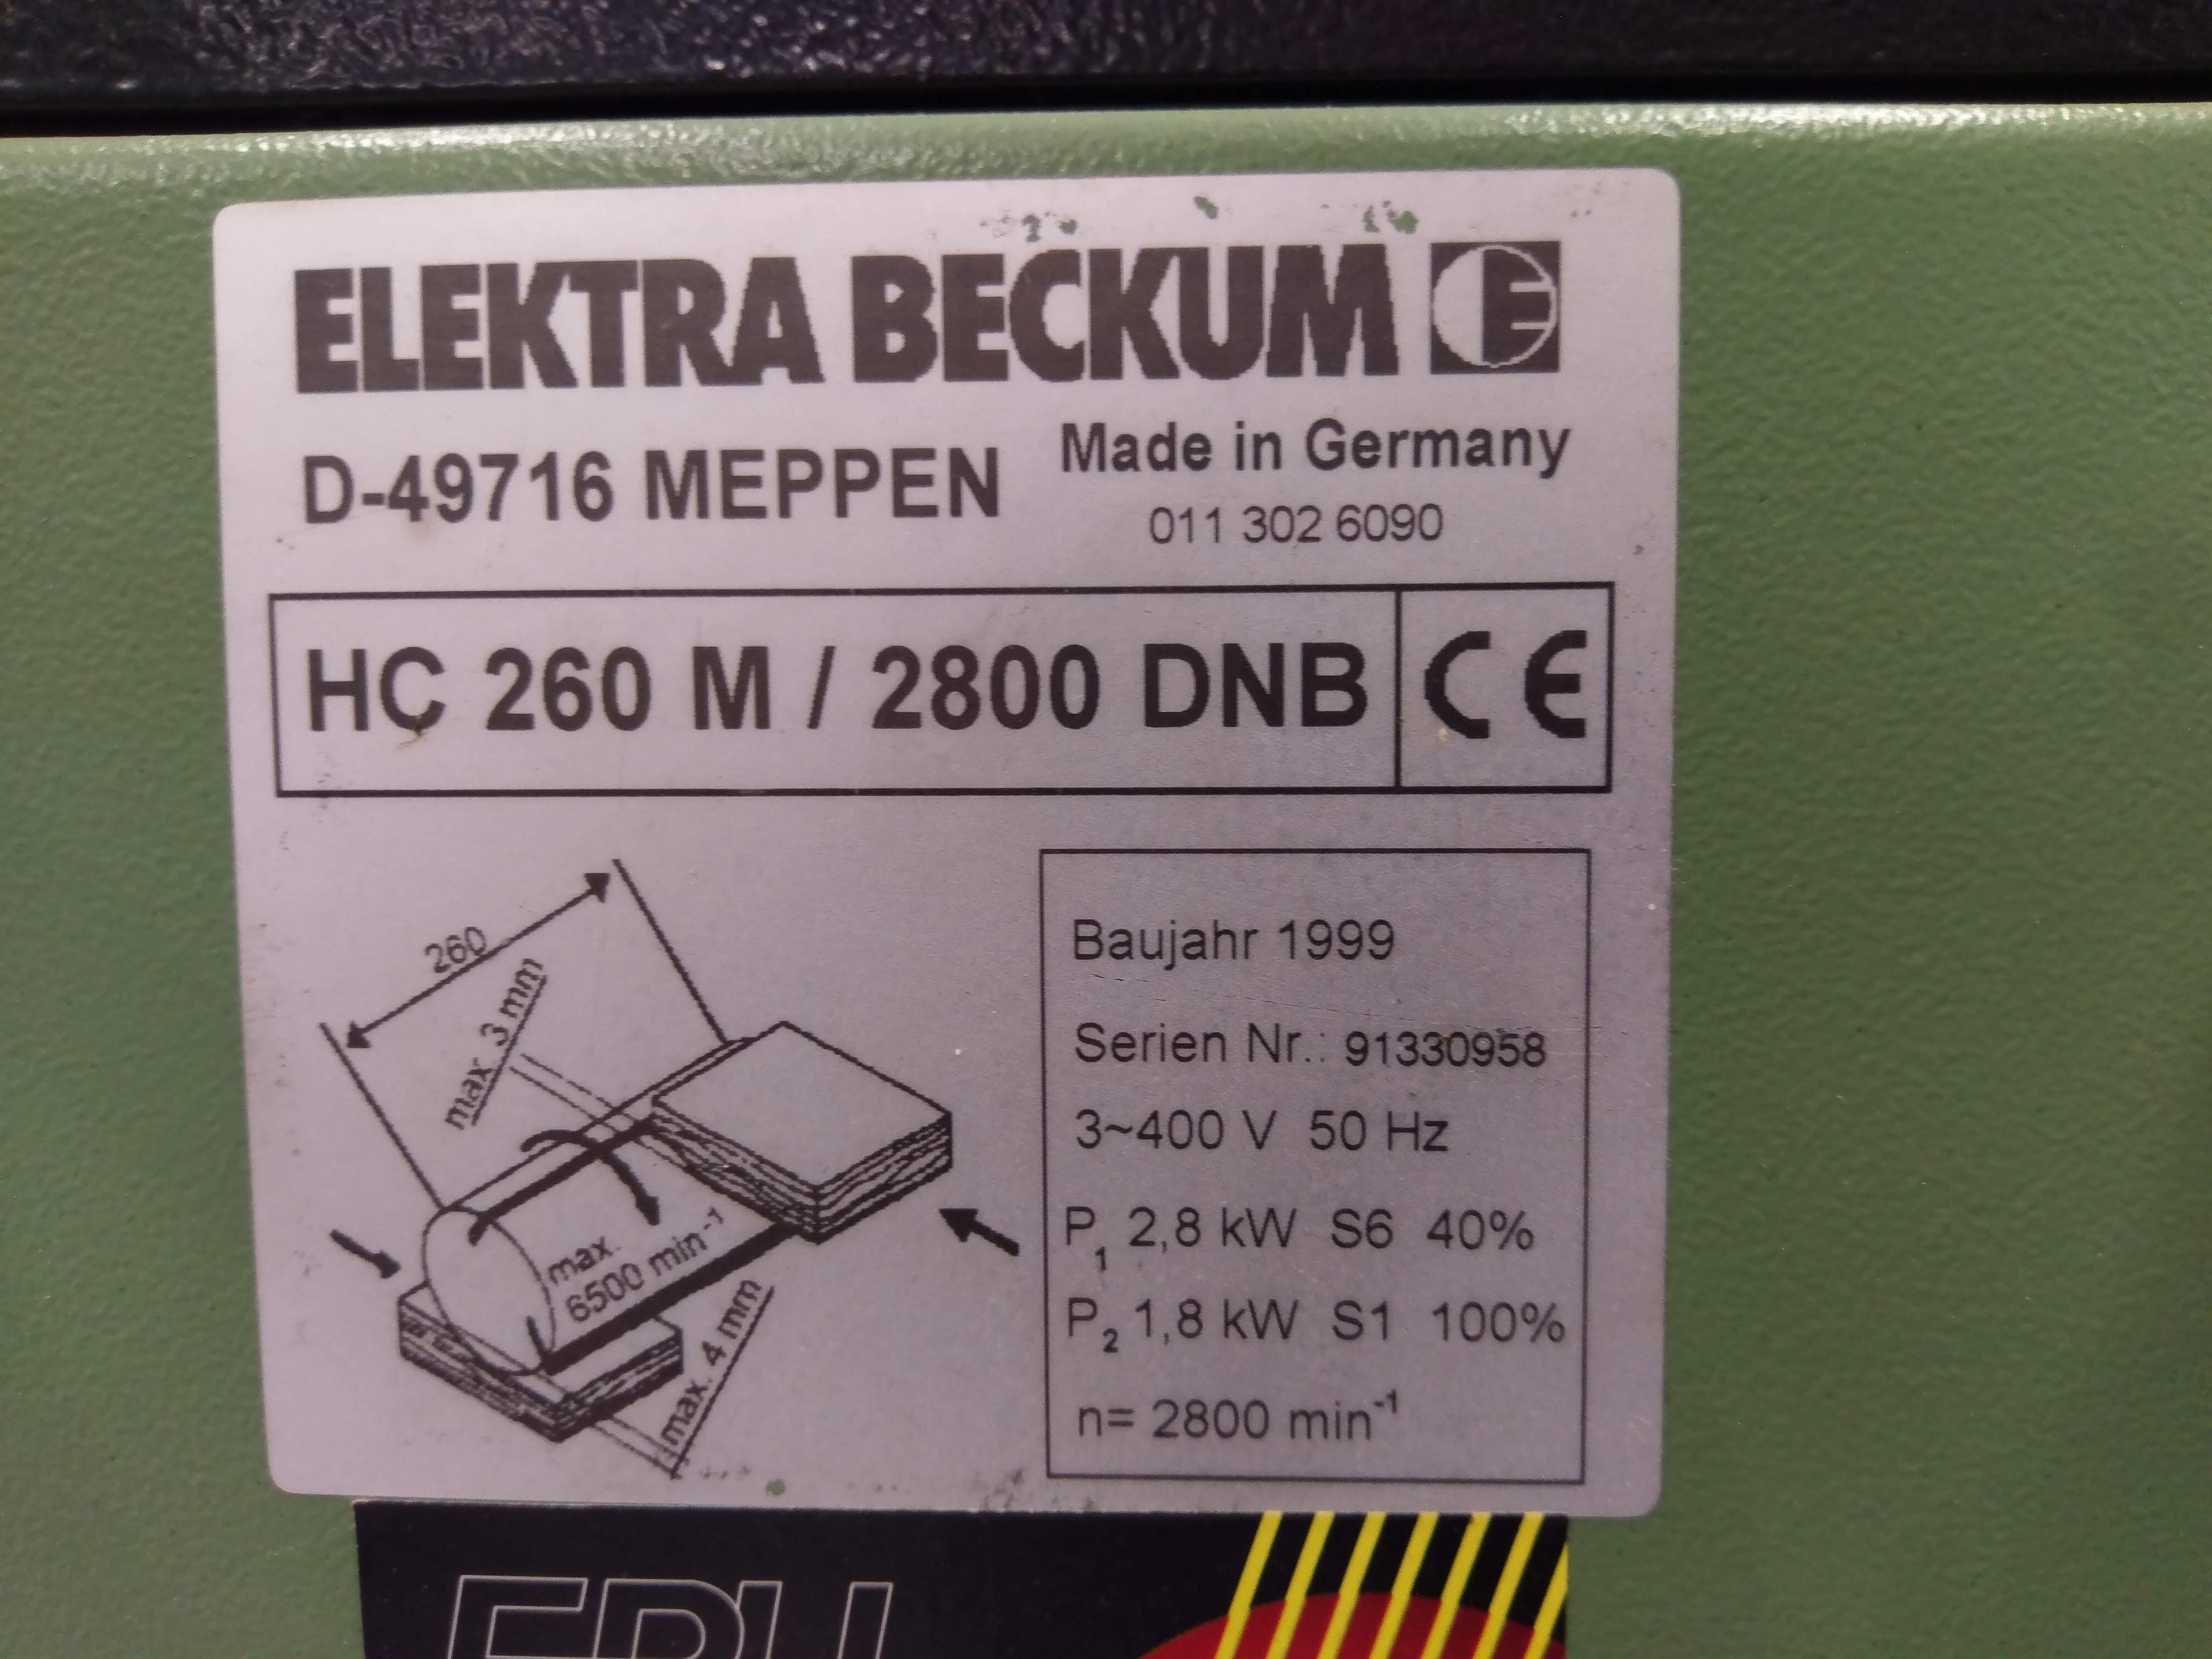 ELEKTRA BECKUM E
D-49716 MEPPEN
Made in Germany
011 302 6090
HC 260 M / 2800 DNB
CE
260
max. 3 mm
max.
6500 min⁻¹
max. 4 mm
Baujahr 1999
Serien Nr.: 91330958
3~400 V 50 Hz
P₁ 2,8 kW S6 40%
P₂ 1,8 kW S1 100%
n= 2800 min⁻¹